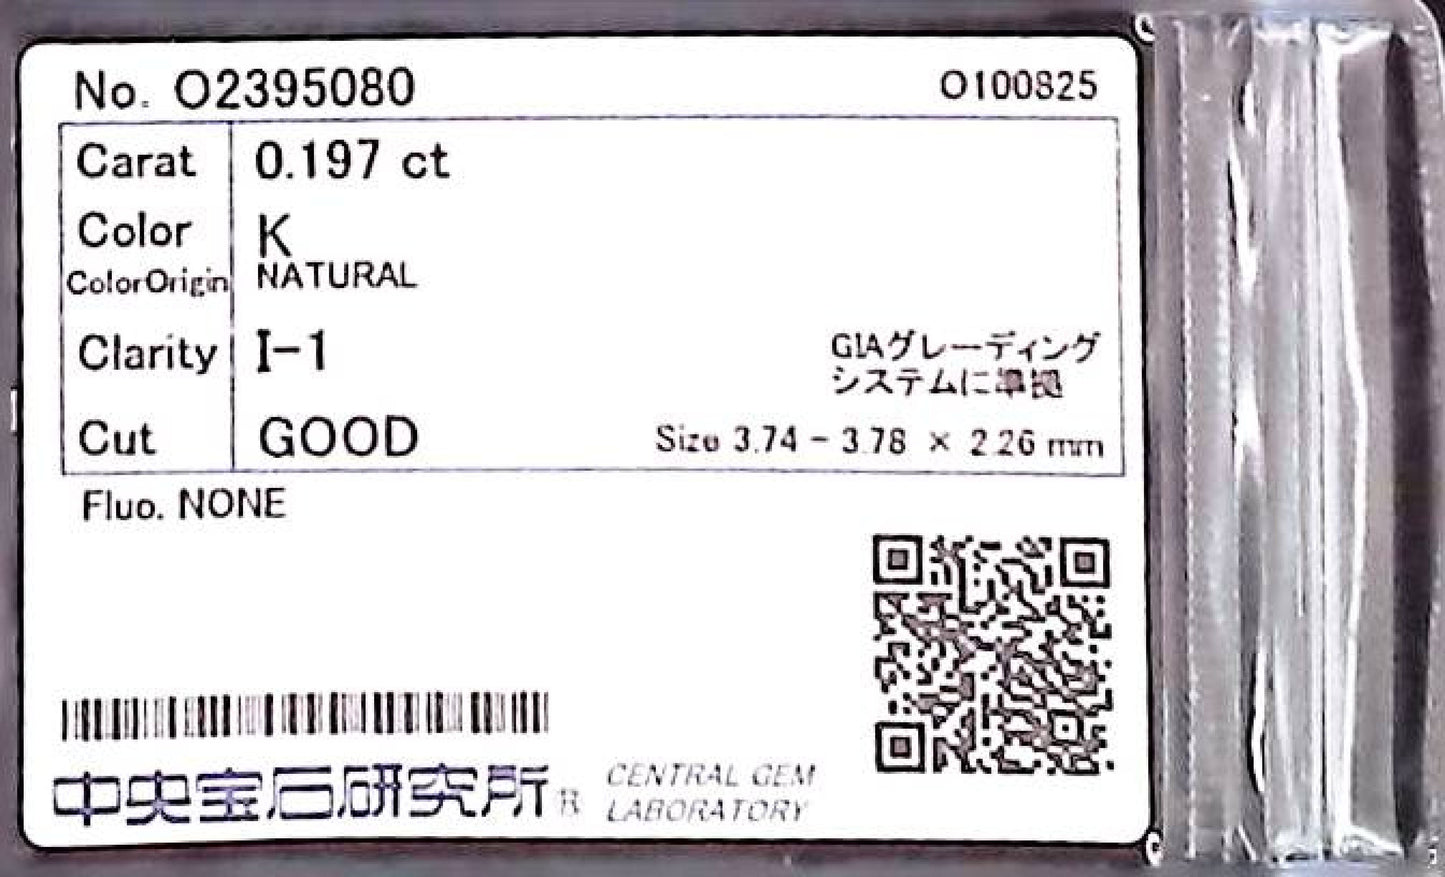 No. O2395080
O100825
Carat 0.197 ct
Color K
ColorOrigin NATURAL
Clarity I-1
GIAグレーディング
システムに準拠
Cut GOOD
Size 3.74 - 3.78 × 2.26 mm
Fluo. NONE
中央宝石研究所®
CENTRAL GEM
LABORATORY